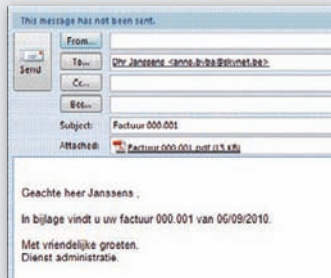 This message has not been sent.
From...
Send
To... Dhr Janssens <anno.bvba@skynet.be>
Cc...
Bcc...
Subject: Factuur 000.001
Attached: Factuur 000.001.pdf (15 KB)
Geachte heer Janssens ,
In bijlage vindt u uw factuur 000.001 van 06/09/2010.
Met vriendelijke groeten.
Dienst administratie.